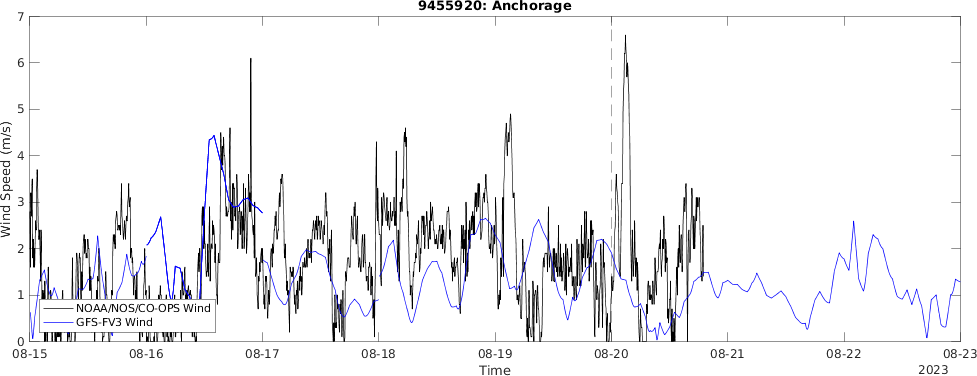 9455920: Anchorage
7
6
5
4
3
2
1
0
Wind Speed (m/s)
NOAA/NOS/CO-OPS Wind
GFS-FV3 Wind
08-15 08-16 08-17 08-18 08-19 08-20 08-21 08-22 08-23
Time
2023